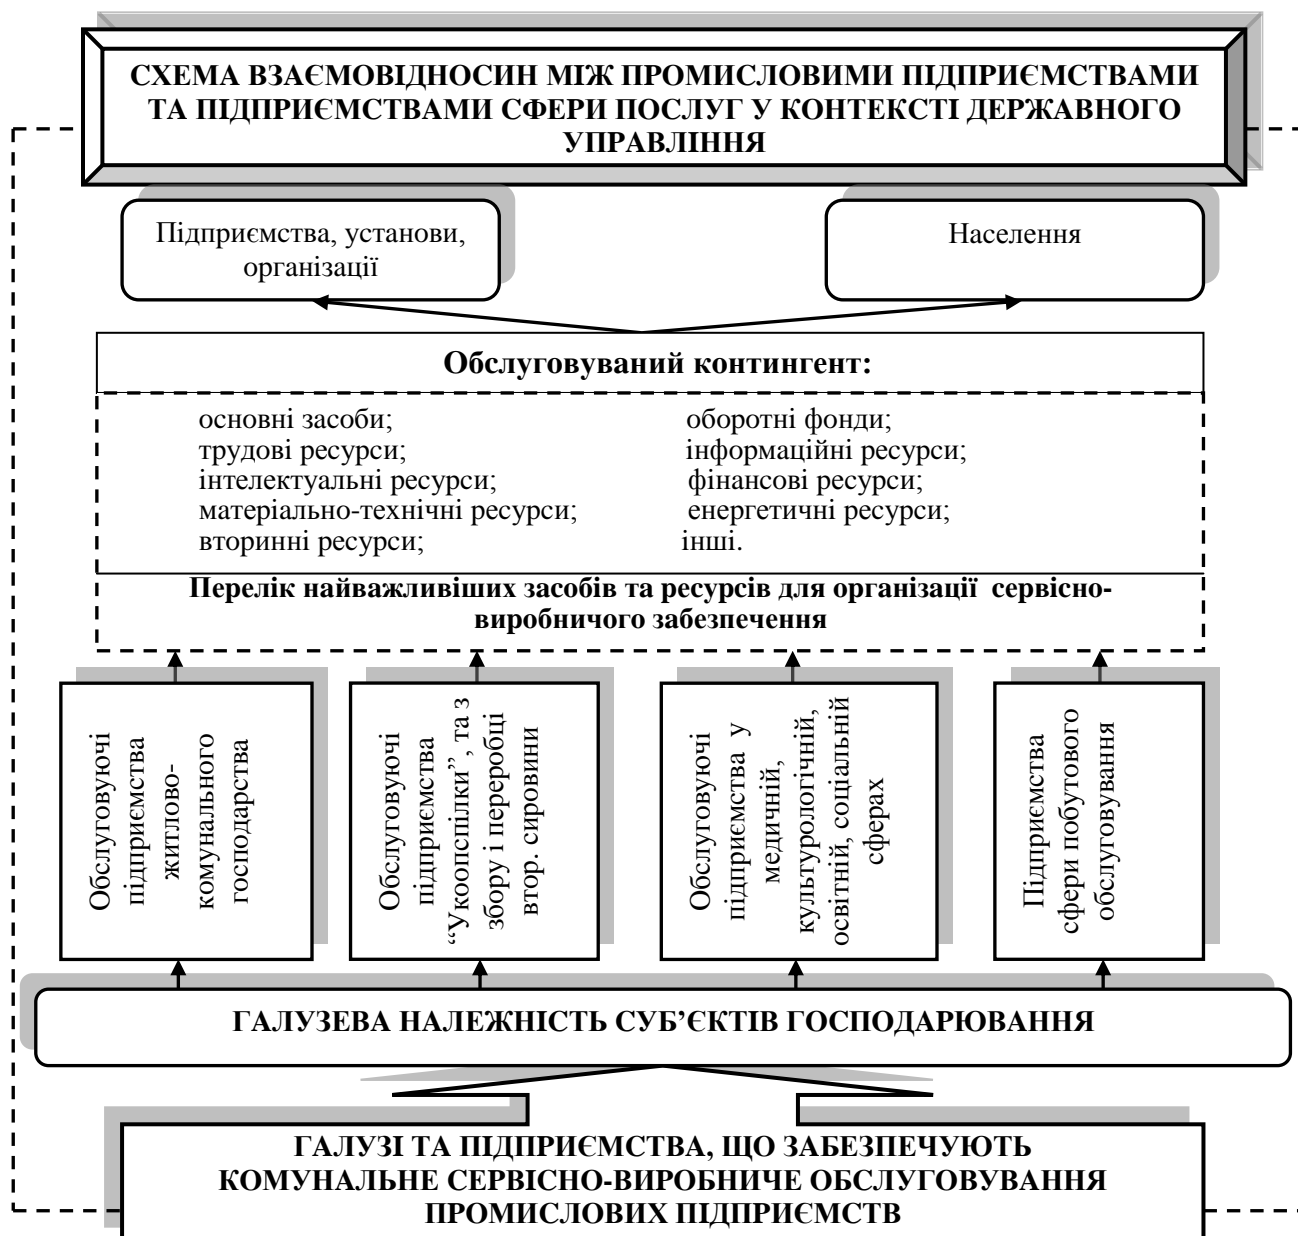 СХЕМА ВЗАЄМОВІДНОСИН МІЖ ПРОМИСЛОВИМИ ПІДПРИЄМСТВАМИ
ТА ПІДПРИЄМСТВАМИ СФЕРИ ПОСЛУГ У КОНТЕКСТІ ДЕРЖАВНОГО
УПРАВЛІННЯ
Підприємства, установи,
організації
Населення
Обслуговуваний контингент:
основні засоби;
трудові ресурси;
інтелектуальні ресурси;
матеріально-технічні ресурси;
вторинні ресурси;
оборотні фонди;
інформаційні ресурси;
фінансові ресурси;
енергетичні ресурси;
інші.
Перелік найважливіших засобів та ресурсів для організації сервісно-
виробничого забезпечення
Обслуговуючі
підприємства
житлово-
комунального
господарства
Обслуговуючі
підприємства
“Укоопспілки”, та з
збору і переробці
втор. сировини
Обслуговуючі
підприємства у
медичній,
культурологічній,
освітній, соціальній
сферах
Підприємства
сфери побутового
обслуговування
ГАЛУЗЕВА НАЛЕЖНІСТЬ СУБ’ЄКТІВ ГОСПОДАРЮВАННЯ
ГАЛУЗІ ТА ПІДПРИЄМСТВА, ЩО ЗАБЕЗПЕЧУЮТЬ
КОМУНАЛЬНЕ СЕРВІСНО-ВИРОБНИЧЕ ОБСЛУГОВУВАННЯ
ПРОМИСЛОВИХ ПІДПРИЄМСТВ